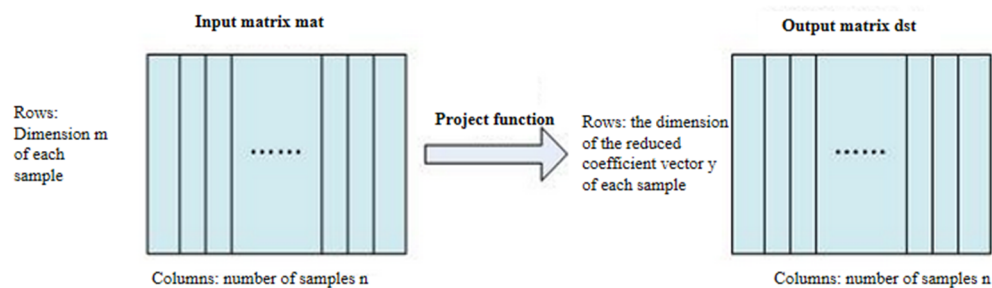 Input matrix mat
Output matrix dst
Rows:
Dimension m
of each
sample
......
Project function
Rows: the dimension
of the reduced
coefficient vector y
of each sample
......
Columns: number of samples n
Columns: number of samples n